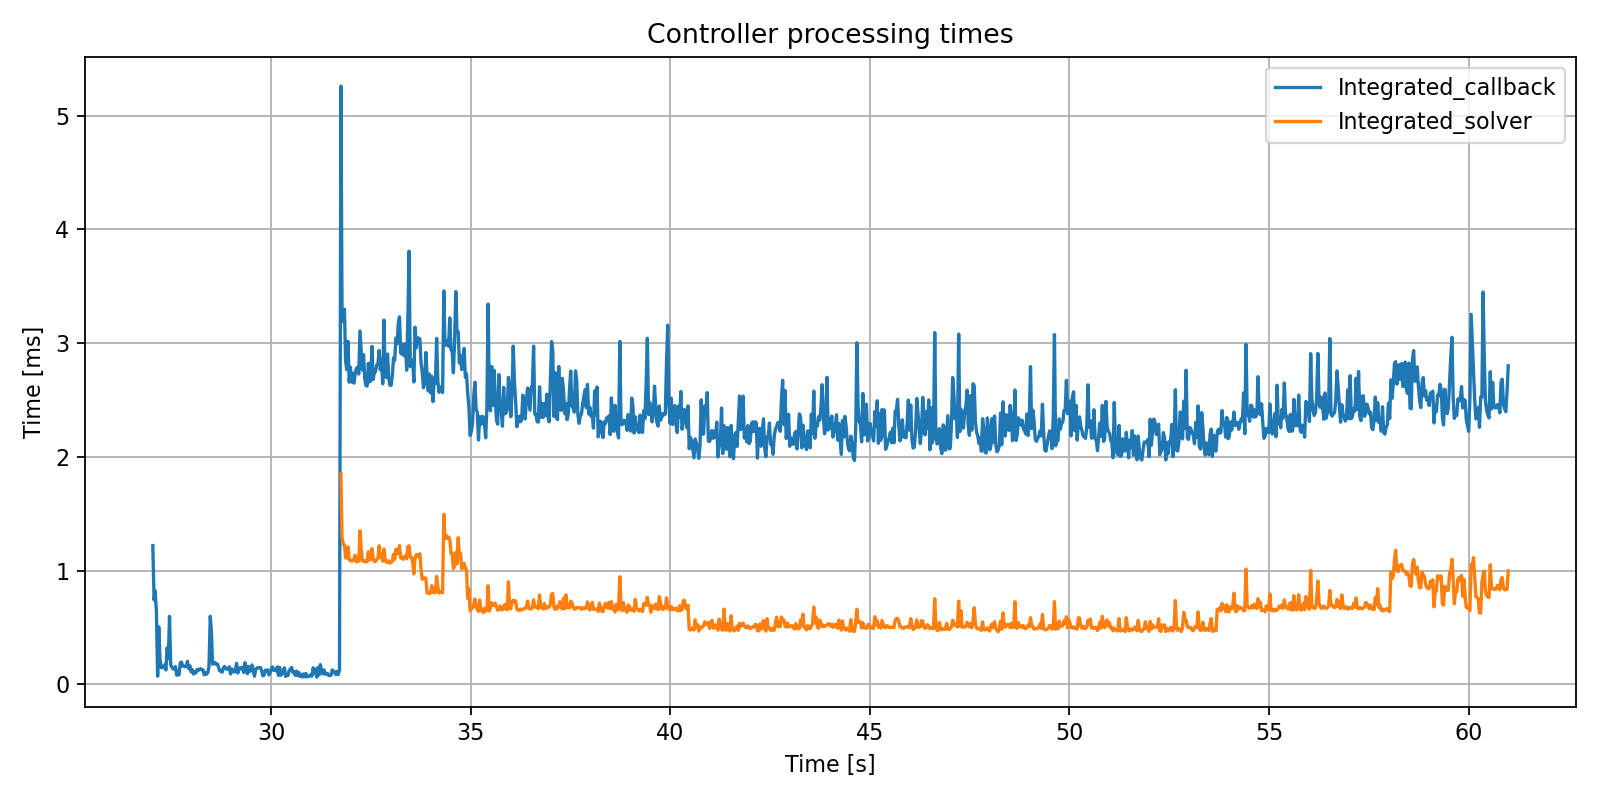 Controller processing times
Integrated_callback
Integrated_solver
Time [ms]
5
4
3
2
1
0
30 35 40 45 50 55 60
Time [s]